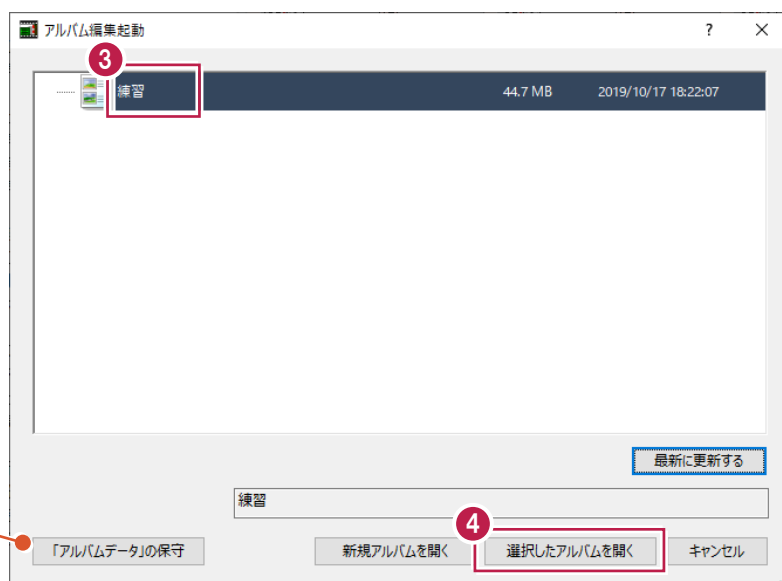 アルバム編集起動 ? ×
3
練習 44.7 MB 2019/10/17 18:22:07
最新に更新する
練習
4
「アルバムデータ」の保守 新規アルバムを開く 選択したアルバムを開く キャンセル